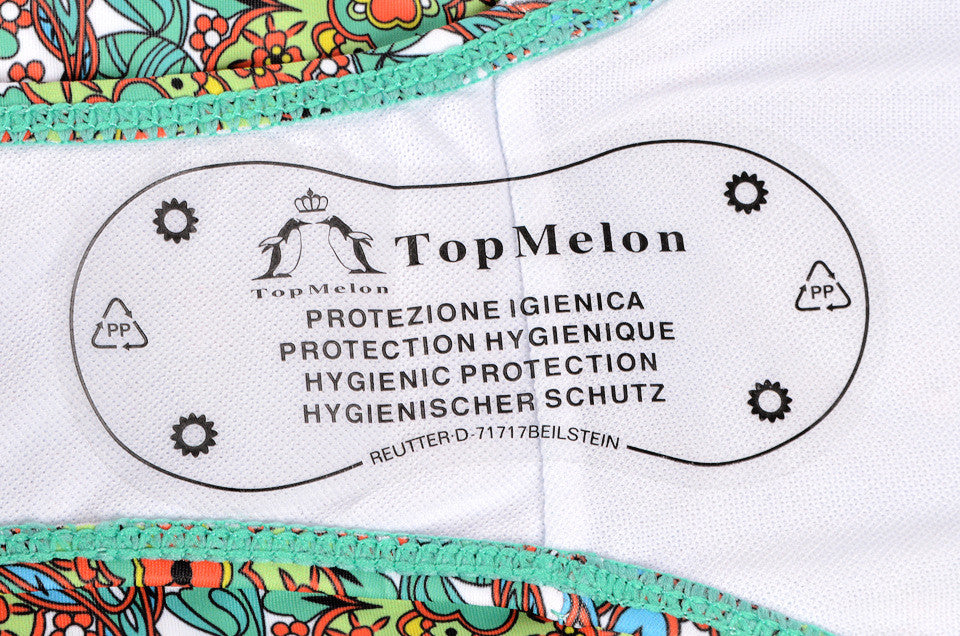 TopMelon
TopMelon
PROTEZIONE IGIENICA
PROTECTION HYGIENIQUE
HYGIENIC PROTECTION
HYGIENISCHER SCHUTZ
REUTTER·D-71717BEILSTEIN
PP
PP